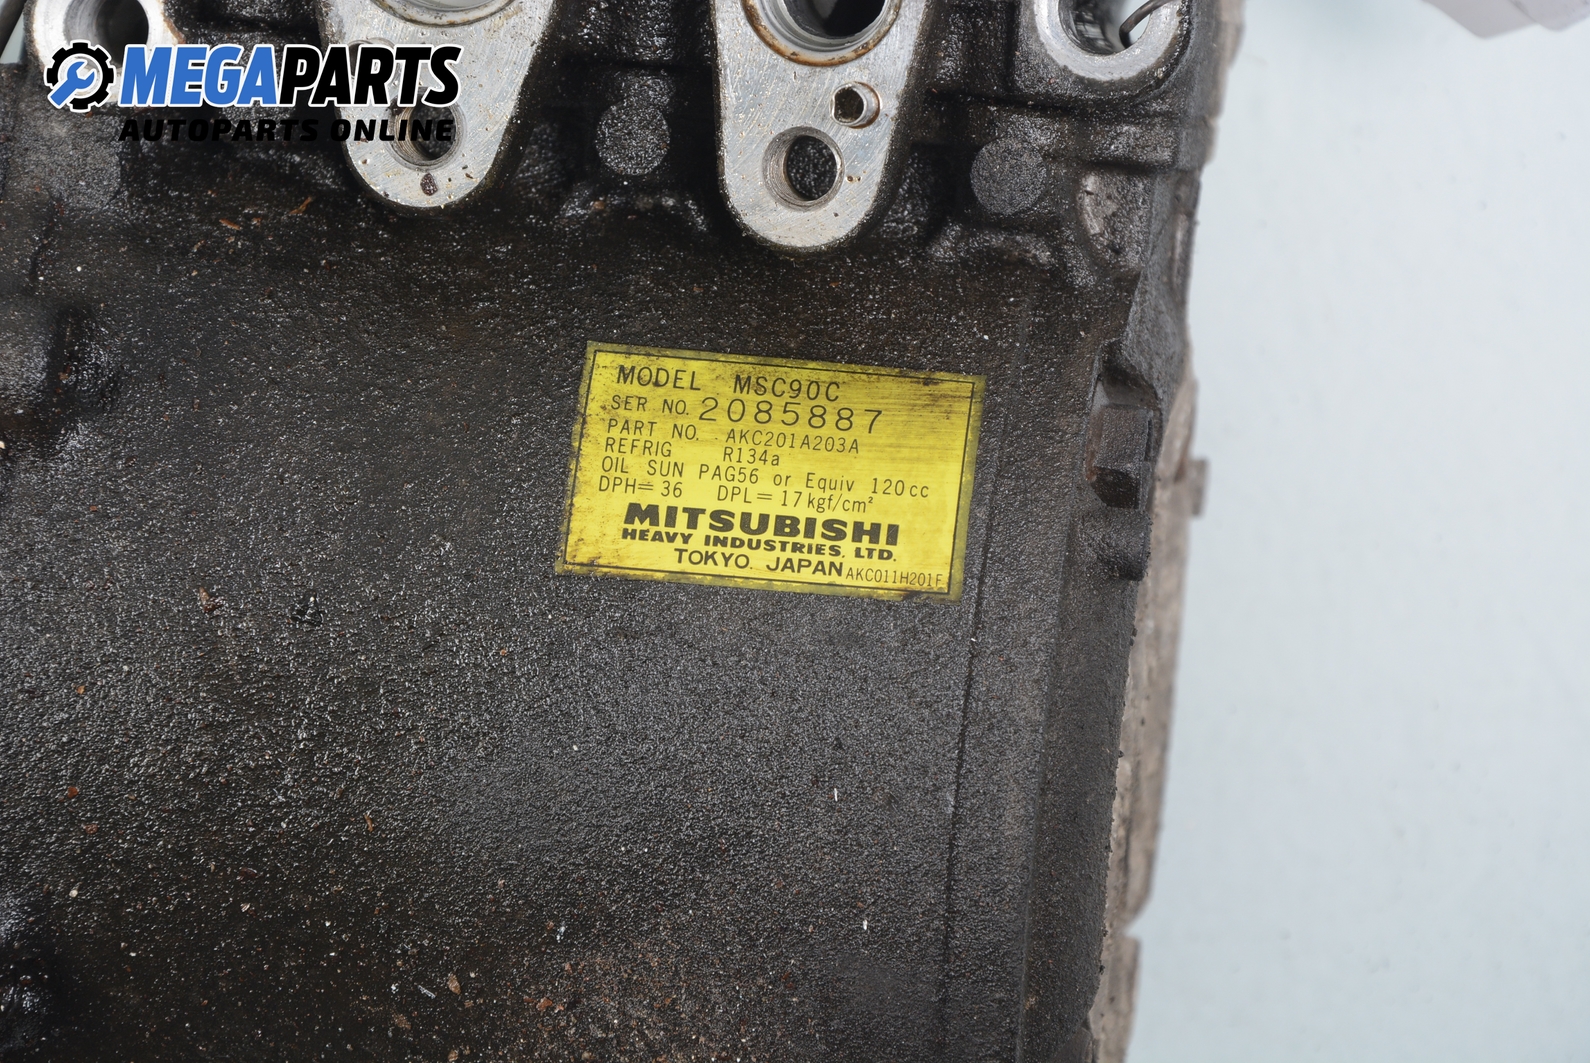 MEGAPARTS
AUTOPARTS ONLINE
MODEL MSC90C
SER NO. 2085887
PART NO. AKC201A203A
REFRIG R134a
OIL SUN PAG56 or Equiv 120cc
DPH=36 DPL=17kgf/cm²
MITSUBISHI
HEAVY INDUSTRIES, LTD.
TOKYO. JAPAN AKC011H201F